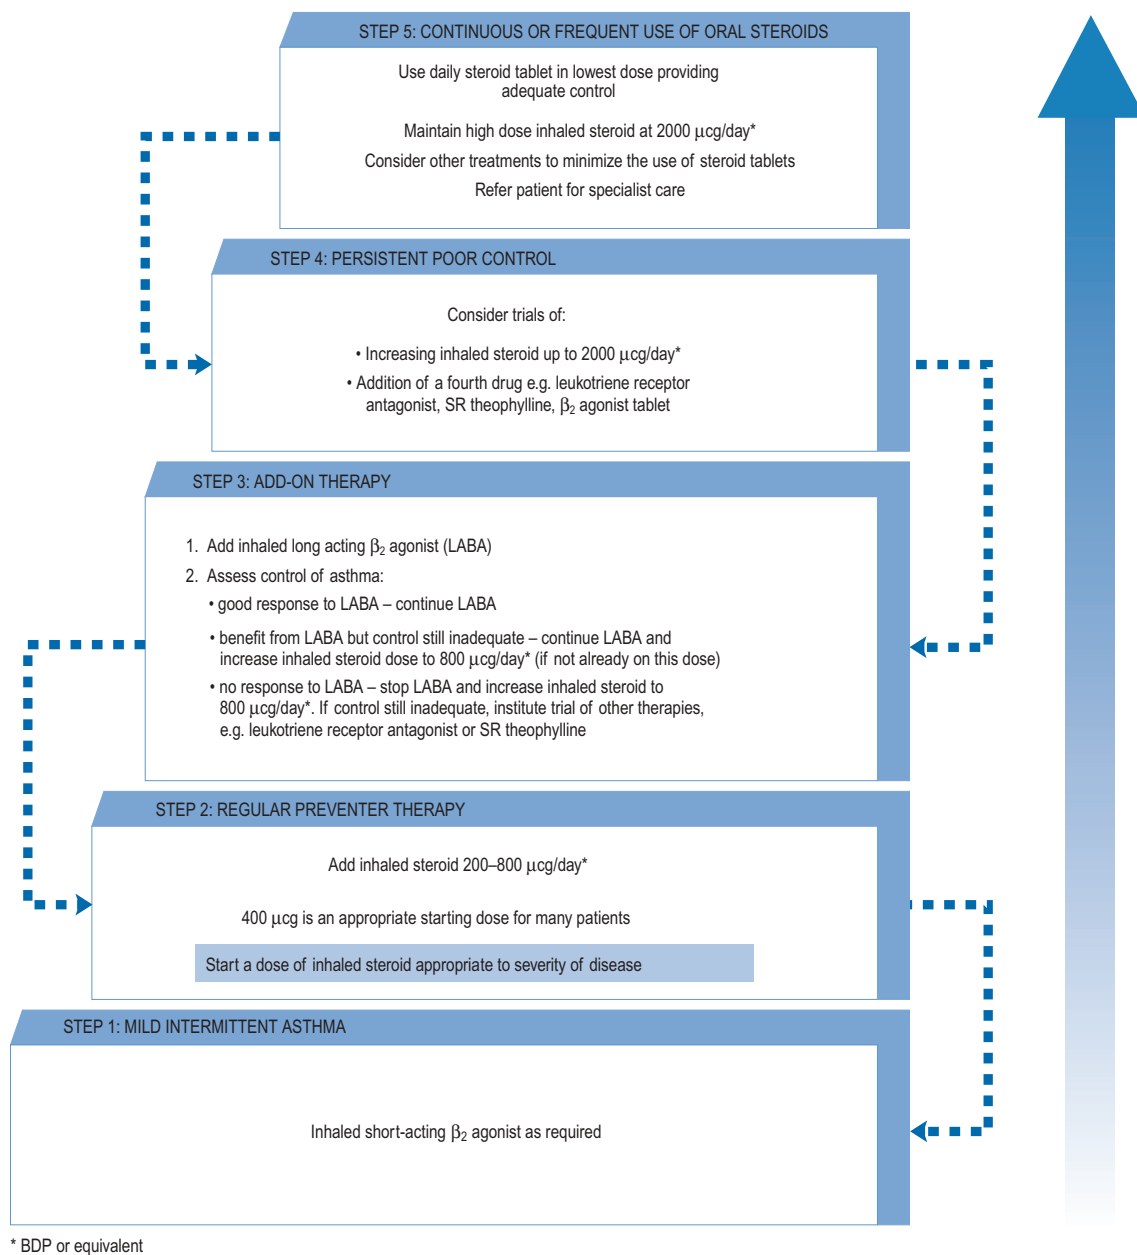 STEP 5: CONTINUOUS OR FREQUENT USE OF ORAL STEROIDS
Use daily steroid tablet in lowest dose providing
adequate control
Maintain high dose inhaled steroid at 2000 μcg/day*
Consider other treatments to minimize the use of steroid tablets
Refer patient for specialist care
STEP 4: PERSISTENT POOR CONTROL
Consider trials of:
• Increasing inhaled steroid up to 2000 μcg/day*
• Addition of a fourth drug e.g. leukotriene receptor
antagonist, SR theophylline, β₂ agonist tablet
STEP 3: ADD-ON THERAPY
1. Add inhaled long acting β₂ agonist (LABA)
2. Assess control of asthma:
• good response to LABA – continue LABA
• benefit from LABA but control still inadequate – continue LABA and
increase inhaled steroid dose to 800 μcg/day* (if not already on this dose)
• no response to LABA – stop LABA and increase inhaled steroid to
800 μcg/day*. If control still inadequate, institute trial of other therapies,
e.g. leukotriene receptor antagonist or SR theophylline
STEP 2: REGULAR PREVENTER THERAPY
Add inhaled steroid 200–800 μcg/day*
400 μcg is an appropriate starting dose for many patients
Start a dose of inhaled steroid appropriate to severity of disease
STEP 1: MILD INTERMITTENT ASTHMA
Inhaled short-acting β₂ agonist as required
* BDP or equivalent